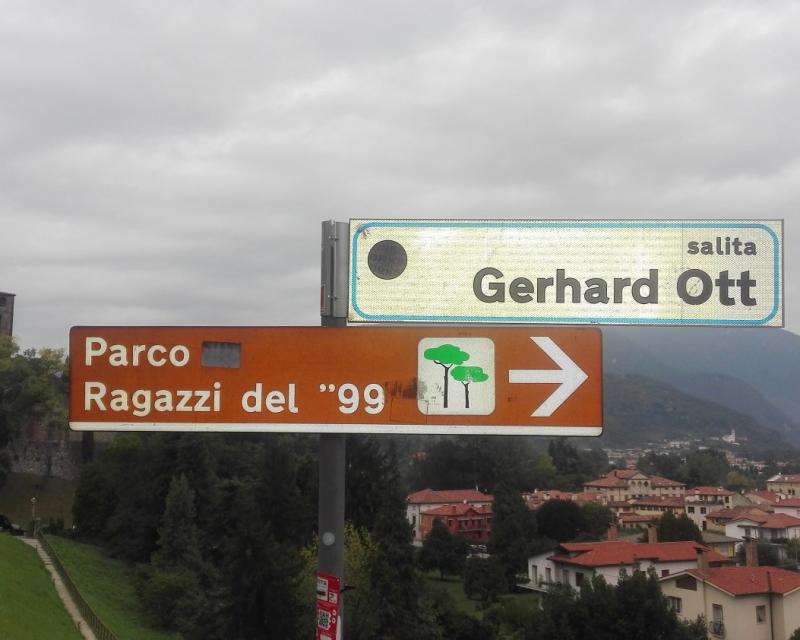 salita
Gerhard Ott
Parco
Ragazzi del "99